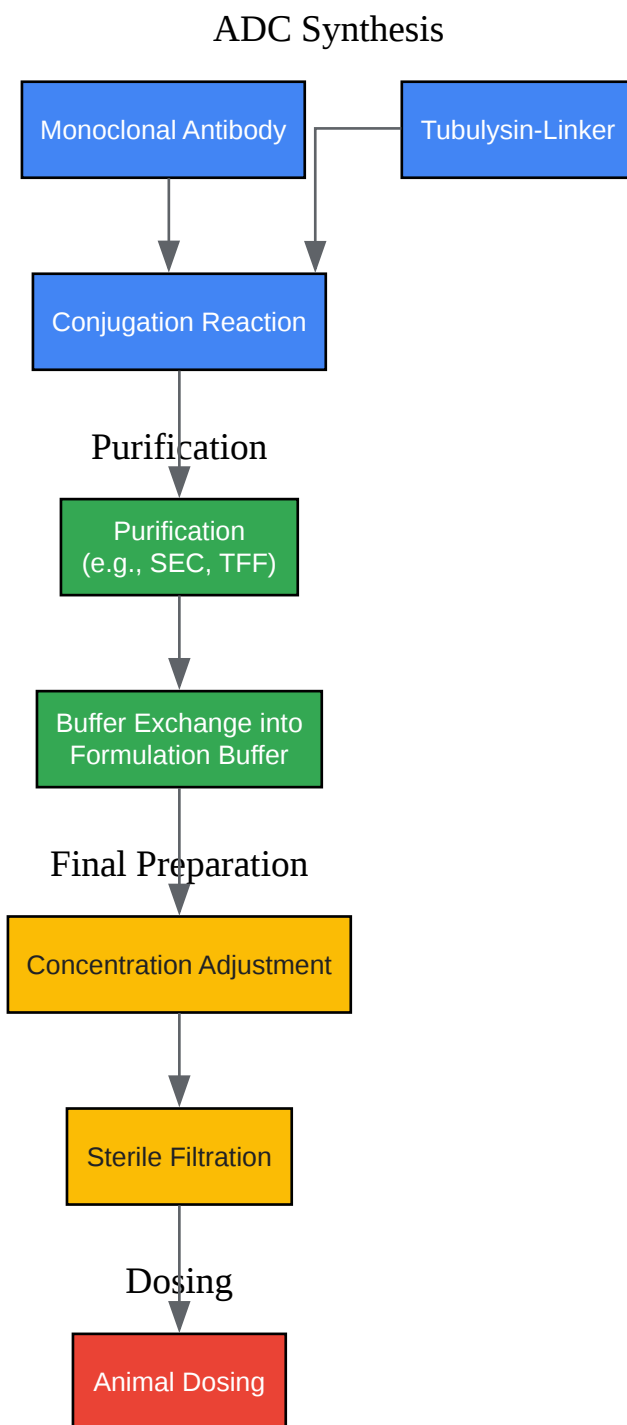 ADC Synthesis
Monoclonal Antibody
Tubulysin-Linker
Conjugation Reaction
Purification
Purification
(e.g., SEC, TFF)
Buffer Exchange into
Formulation Buffer
Final Preparation
Concentration Adjustment
Sterile Filtration
Dosing
Animal Dosing